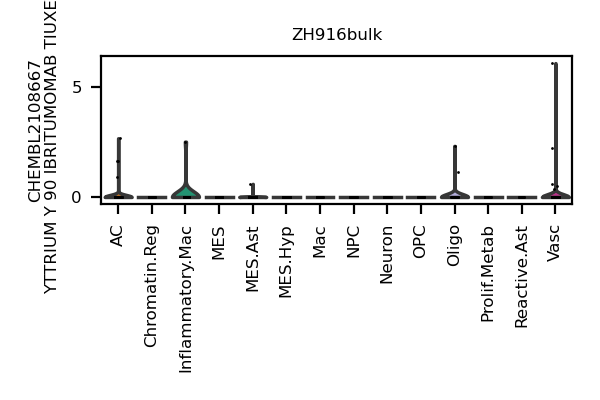 ZH916bulk
CHEMBL2108667
YTTRIUM Y 90 IBRITUMOMAB
5
0
AC
Chromatin.Reg
Inflammatory.Mac
MES
MES.Ast
MES.Hyp
Mac
NPC
Neuron
OPC
Oligo
Prolif.Metab
Reactive.Ast
Vasc